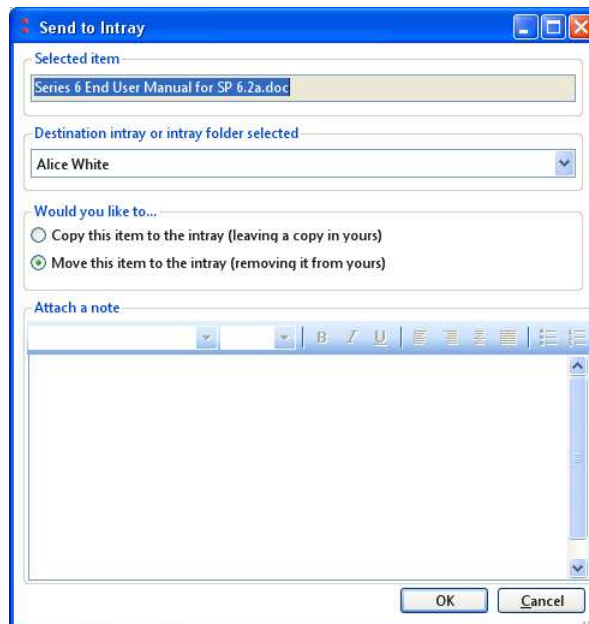 Send to Intray
Selected item
Series 6 End User Manual for SP 6.2a.doc
Destination intray or intray folder selected
Alice White
Would you like to...
Copy this item to the intray (leaving a copy in yours)
Move this item to the intray (removing it from yours)
Attach a note
B I U
OK Cancel